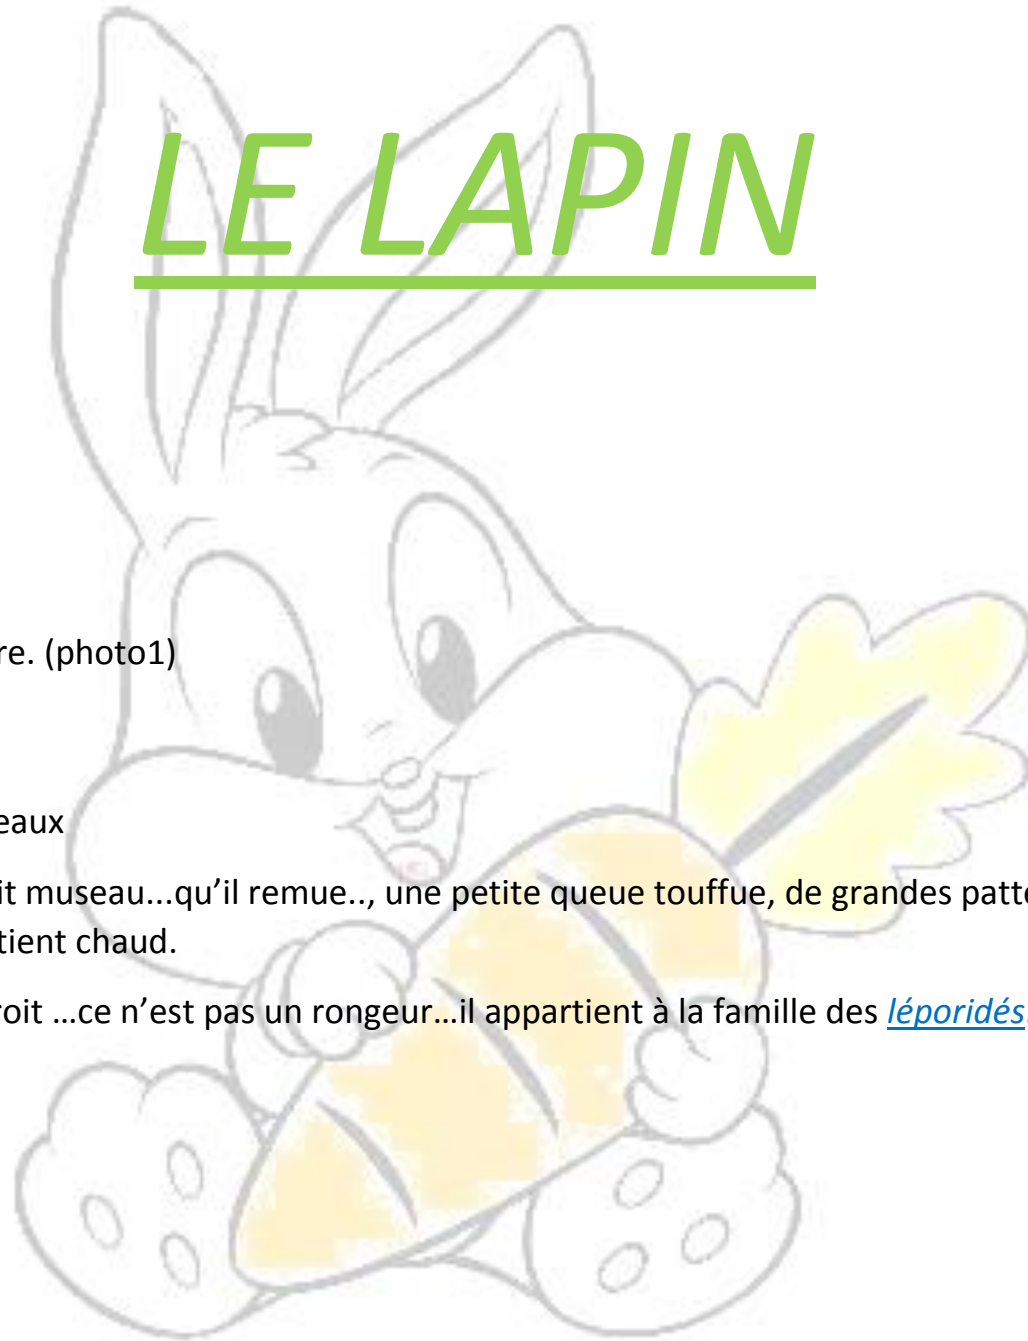 LE LAPIN
re. (photo1)
eaux
it museau...qu'il remue.., une petite queue touffue, de grandes patt
tient chaud.
roit ...ce n'est pas un rongeur...il appartient à la famille des léporidés.